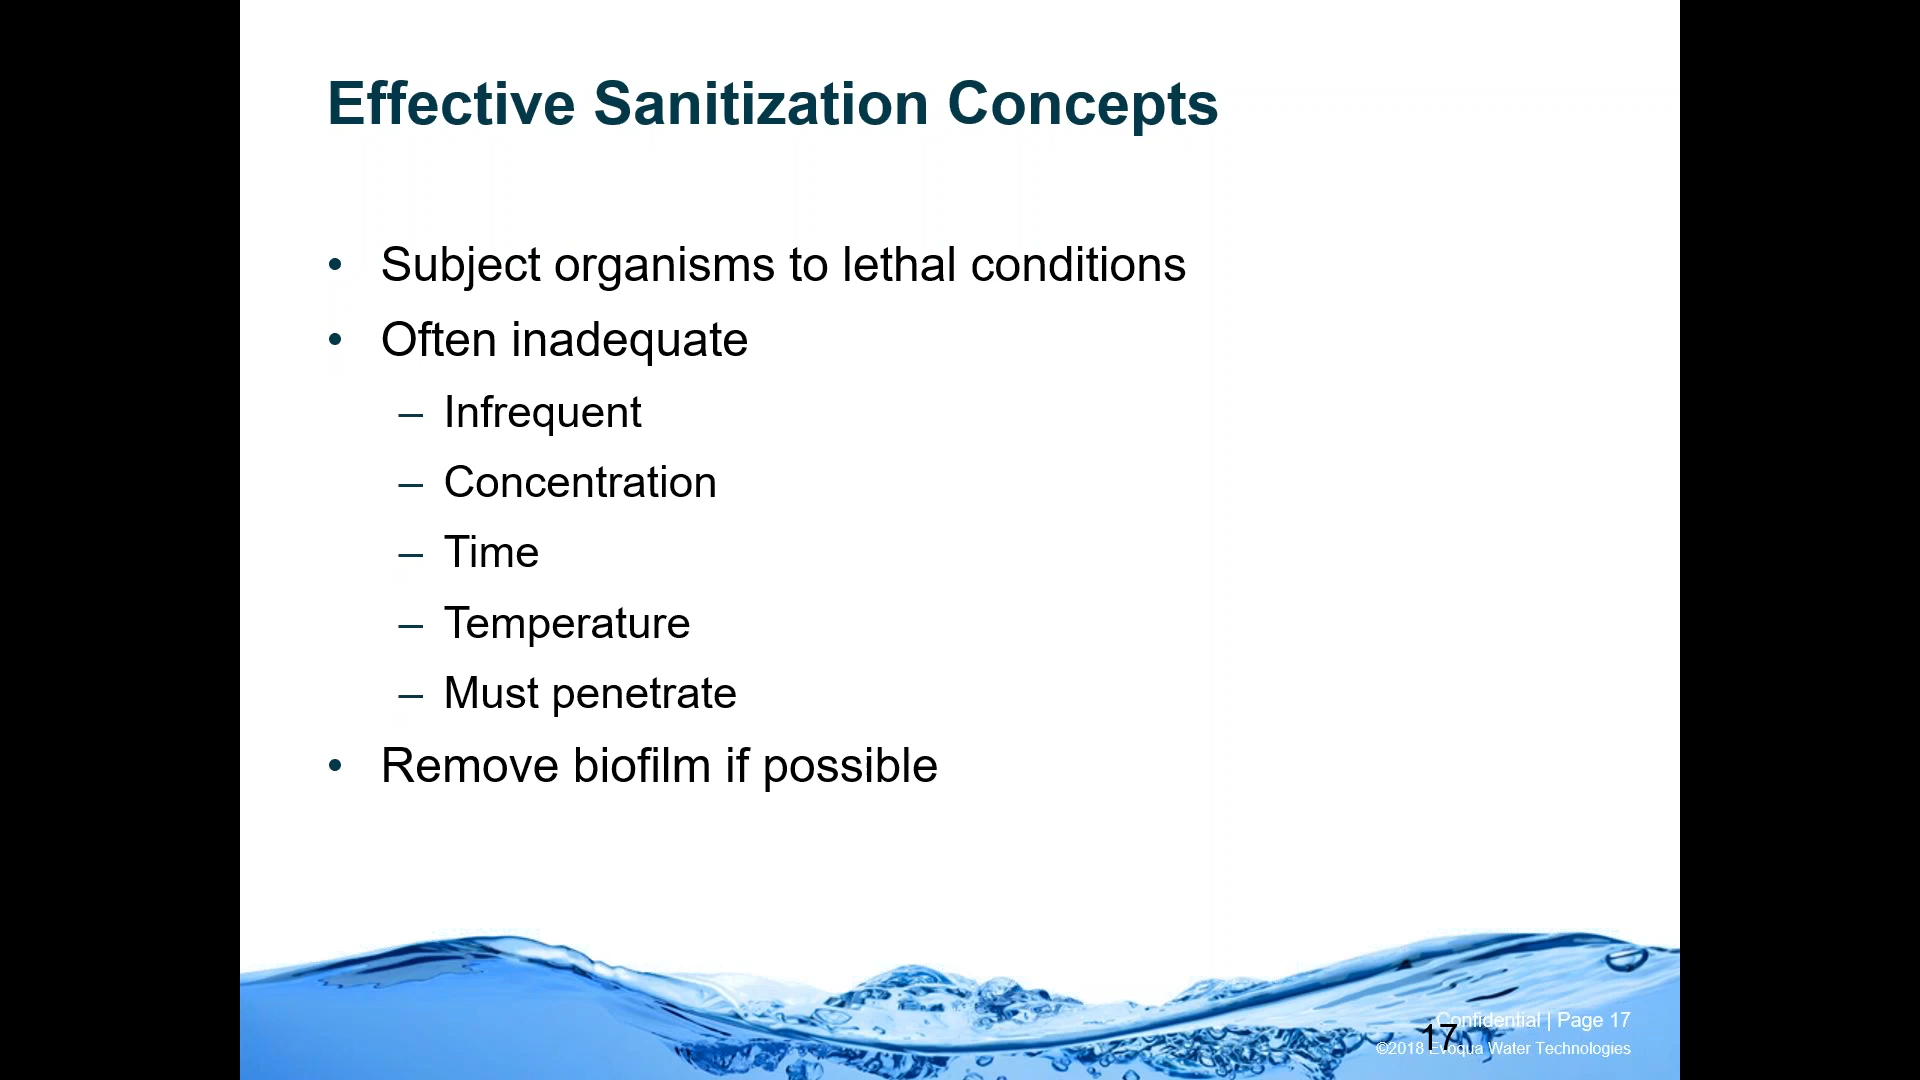 Effective Sanitization Concepts
• Subject organisms to lethal conditions
• Often inadequate
– Infrequent
– Concentration
– Time
– Temperature
– Must penetrate
• Remove biofilm if possible
Confidential | Page 17
17
©2018 Evoqua Water Technologies